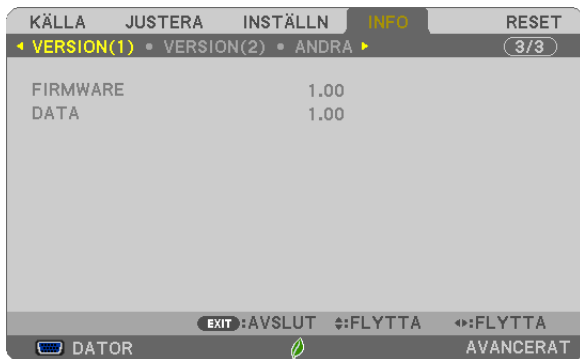 KÄLLA JUSTERA INSTÄLLN INFO RESET
VERSION(1) • VERSION(2) • ANDRA 3/3
FIRMWARE 1.00
DATA 1.00
EXIT:AVSLUT :FLYTTA :FLYTTA
DATOR AVANCERAT